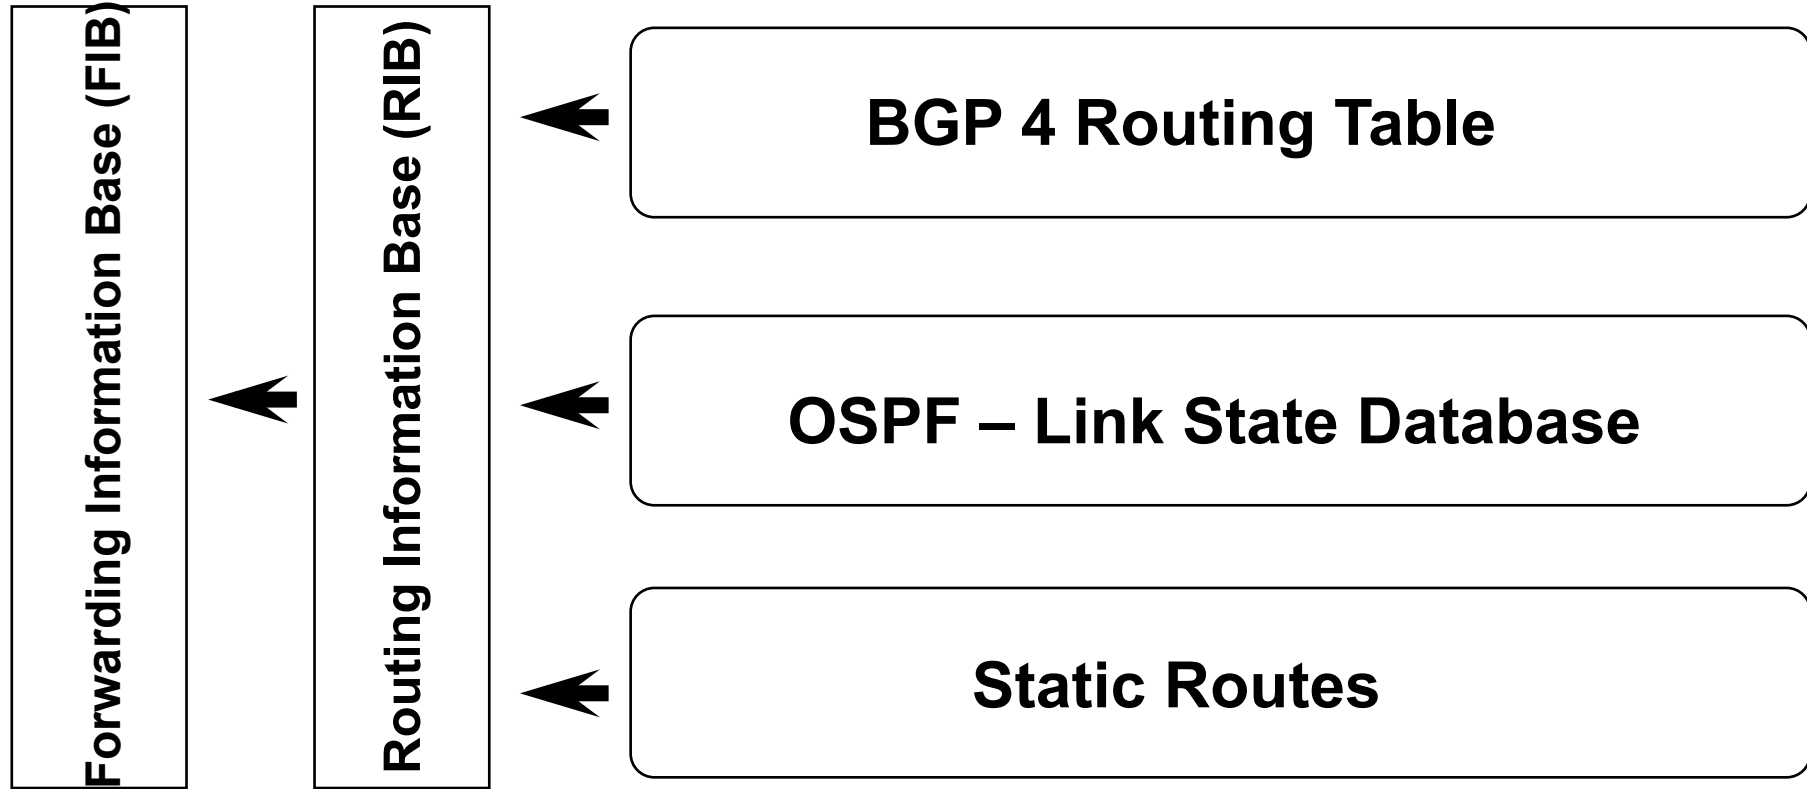 Forwarding Information Base (FIB)
Routing Information Base (RIB)
BGP 4 Routing Table
OSPF – Link State Database
Static Routes